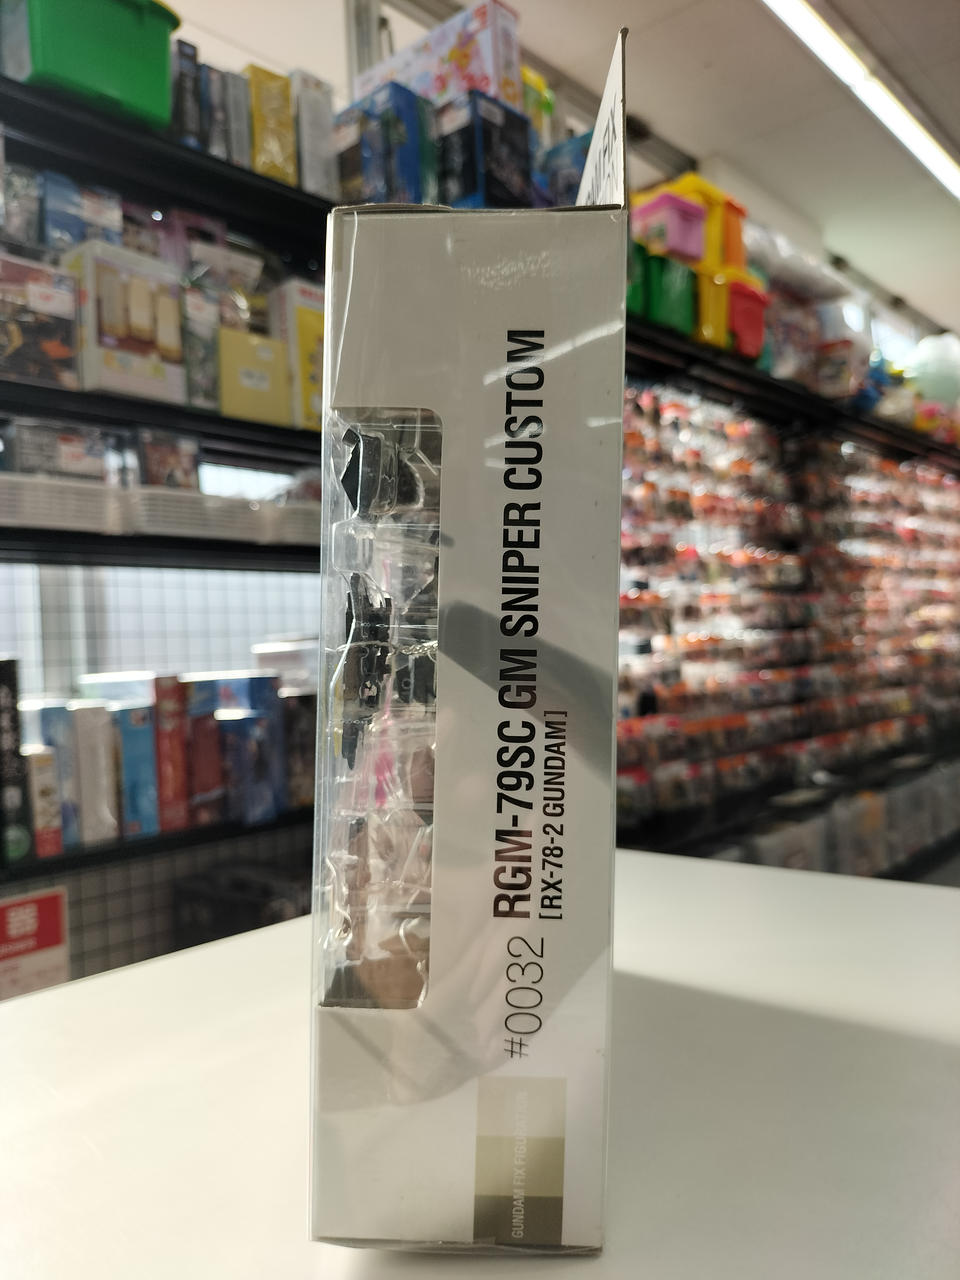 #0032 RGM-79SC GM SNIPER CUSTOM
[RX-78-2 GUNDAM]
GUNDAM FIX FIGURATION